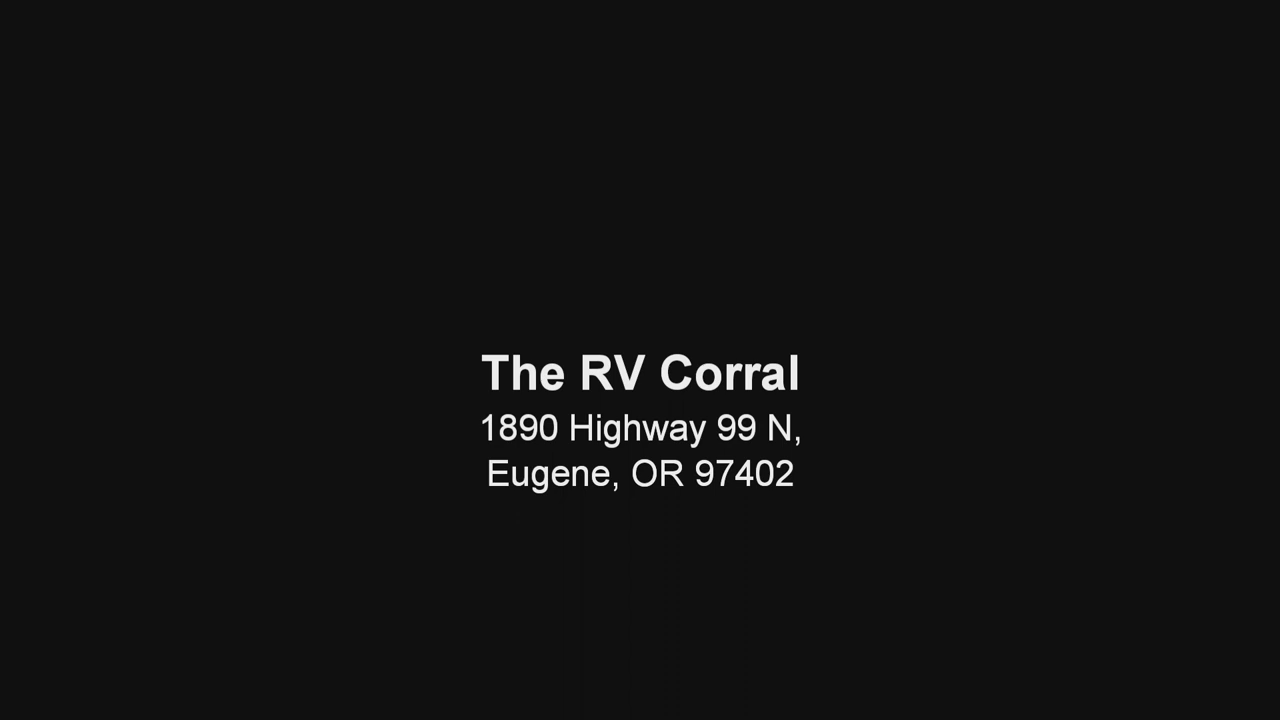 The RV Corral
1890 Highway 99 N,
Eugene, OR 97402